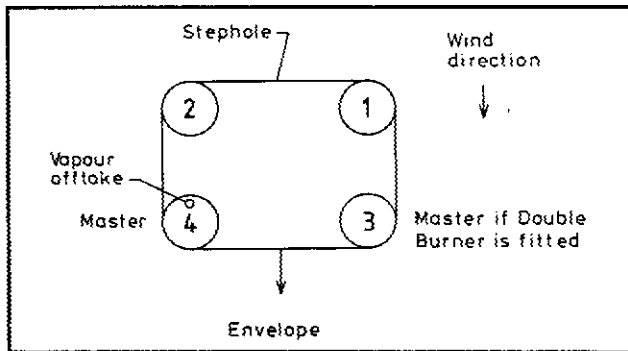 Stephole
Wind
direction
2
1
Vapour
offtake
Master
4
3
Master if Double
Burner is fitted
Envelope